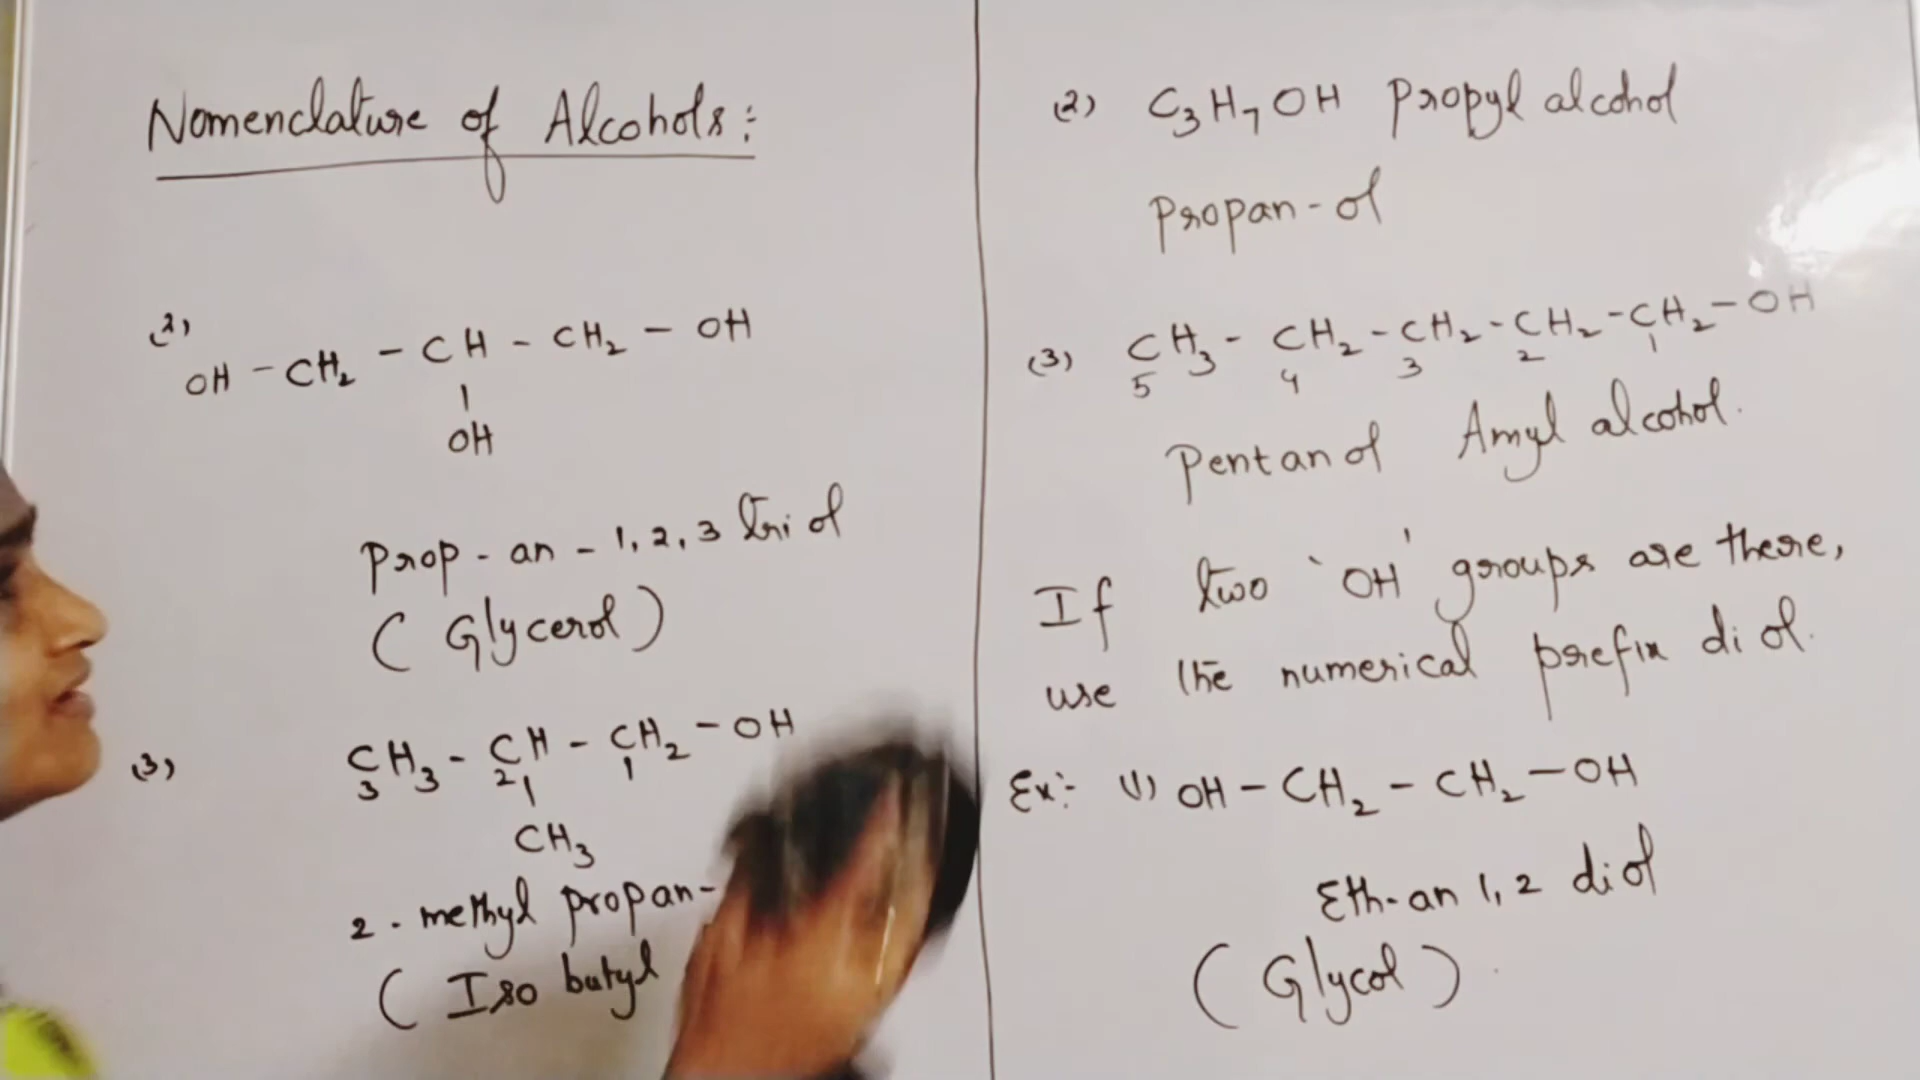 Nomenclature of Alcohols:
(2)
OH - CH₂ - CH - CH₂ - OH
OH
Prop - an - 1, 2, 3 tri ol
(Glycerol)
(3) CH₃ - CH - CH₂ - OH
3 2 1
CH₃
2 - methyl propan-
(Iso butyl
(2) C₃H₇OH Propyl alcohol
Propan - ol
(3) CH₃ - CH₂ - CH₂ - CH₂ - CH₂ - OH
5 4 3 2 1
Pentanol Amyl alcohol.
If two 'OH' groups are there,
use the numerical prefix di ol.
Ex:- (1) OH - CH₂ - CH₂ - OH
Eth-an 1, 2 di ol
(Glycol)